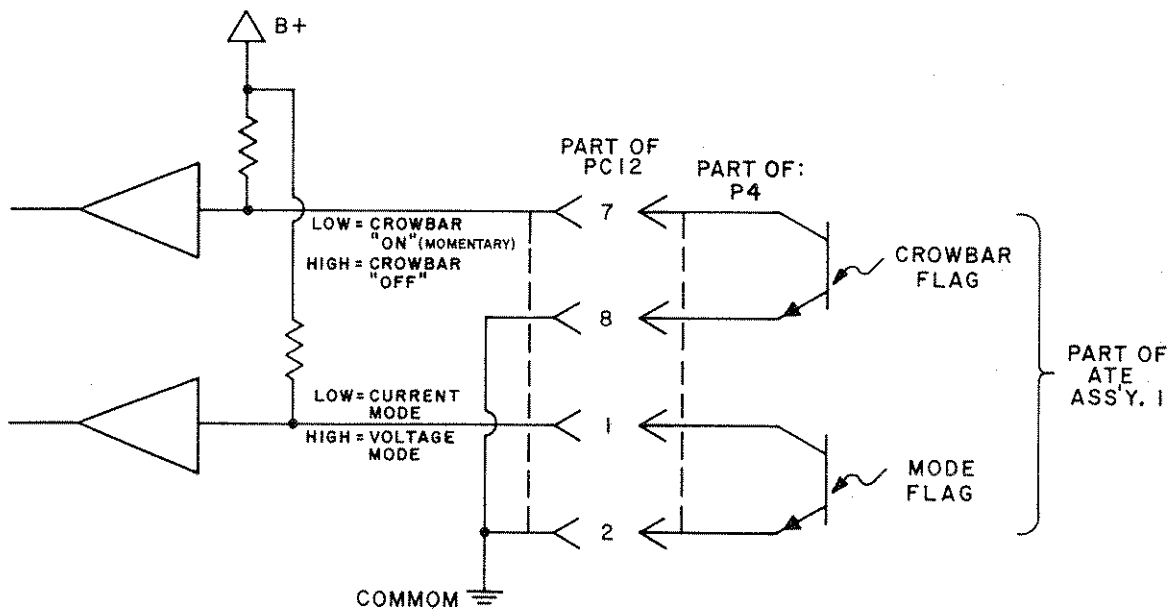 B+
PART OF
PC12
PART OF:
P4
7
LOW = CROWBAR
"ON" (MOMENTARY)
HIGH = CROWBAR
"OFF"
CROWBAR
FLAG
8
PART OF
ATE
ASS'Y. 1
LOW = CURRENT
MODE
1
HIGH = VOLTAGE
MODE
MODE
FLAG
2
COMMOM